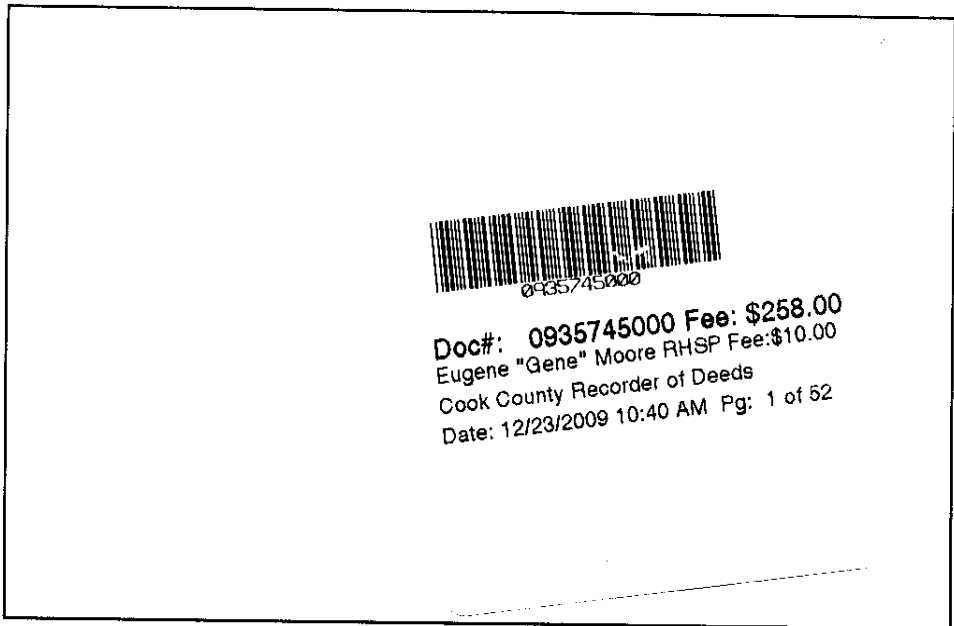 0935745000
Doc#: 0935745000 Fee: $258.00
Eugene "Gene" Moore RHSP Fee:$10.00
Cook County Recorder of Deeds
Date: 12/23/2009 10:40 AM Pg: 1 of 52